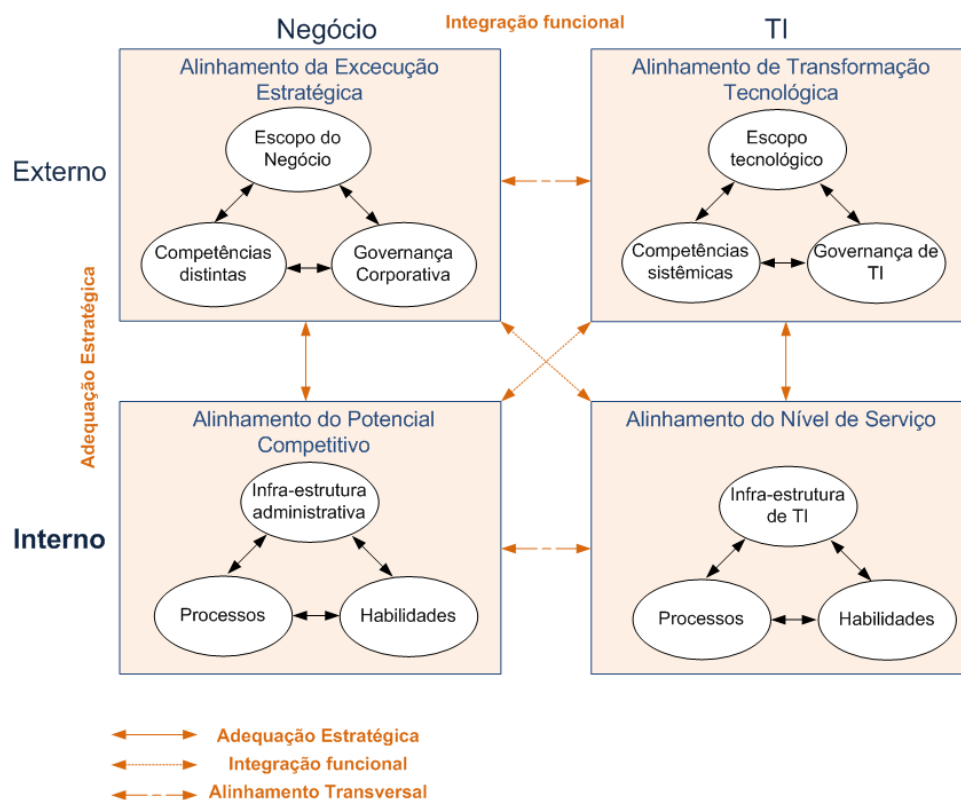 Negócio
Integração funcional
TI
Alinhamento da Excecução
Estratégica
Alinhamento de Transformação
Tecnológica
Externo
Escopo do
Negócio
Competências
distintas
Governança
Corporativa
Escopo
tecnológico
Competências
sistêmicas
Governança de
TI
Adequação Estratégica
Alinhamento do Potencial
Competitivo
Alinhamento do Nível de Serviço
Interno
Infra-estrutura
administrativa
Processos
Habilidades
Infra-estrutura
de TI
Processos
Habilidades
Adequação Estratégica
Integração funcional
Alinhamento Transversal